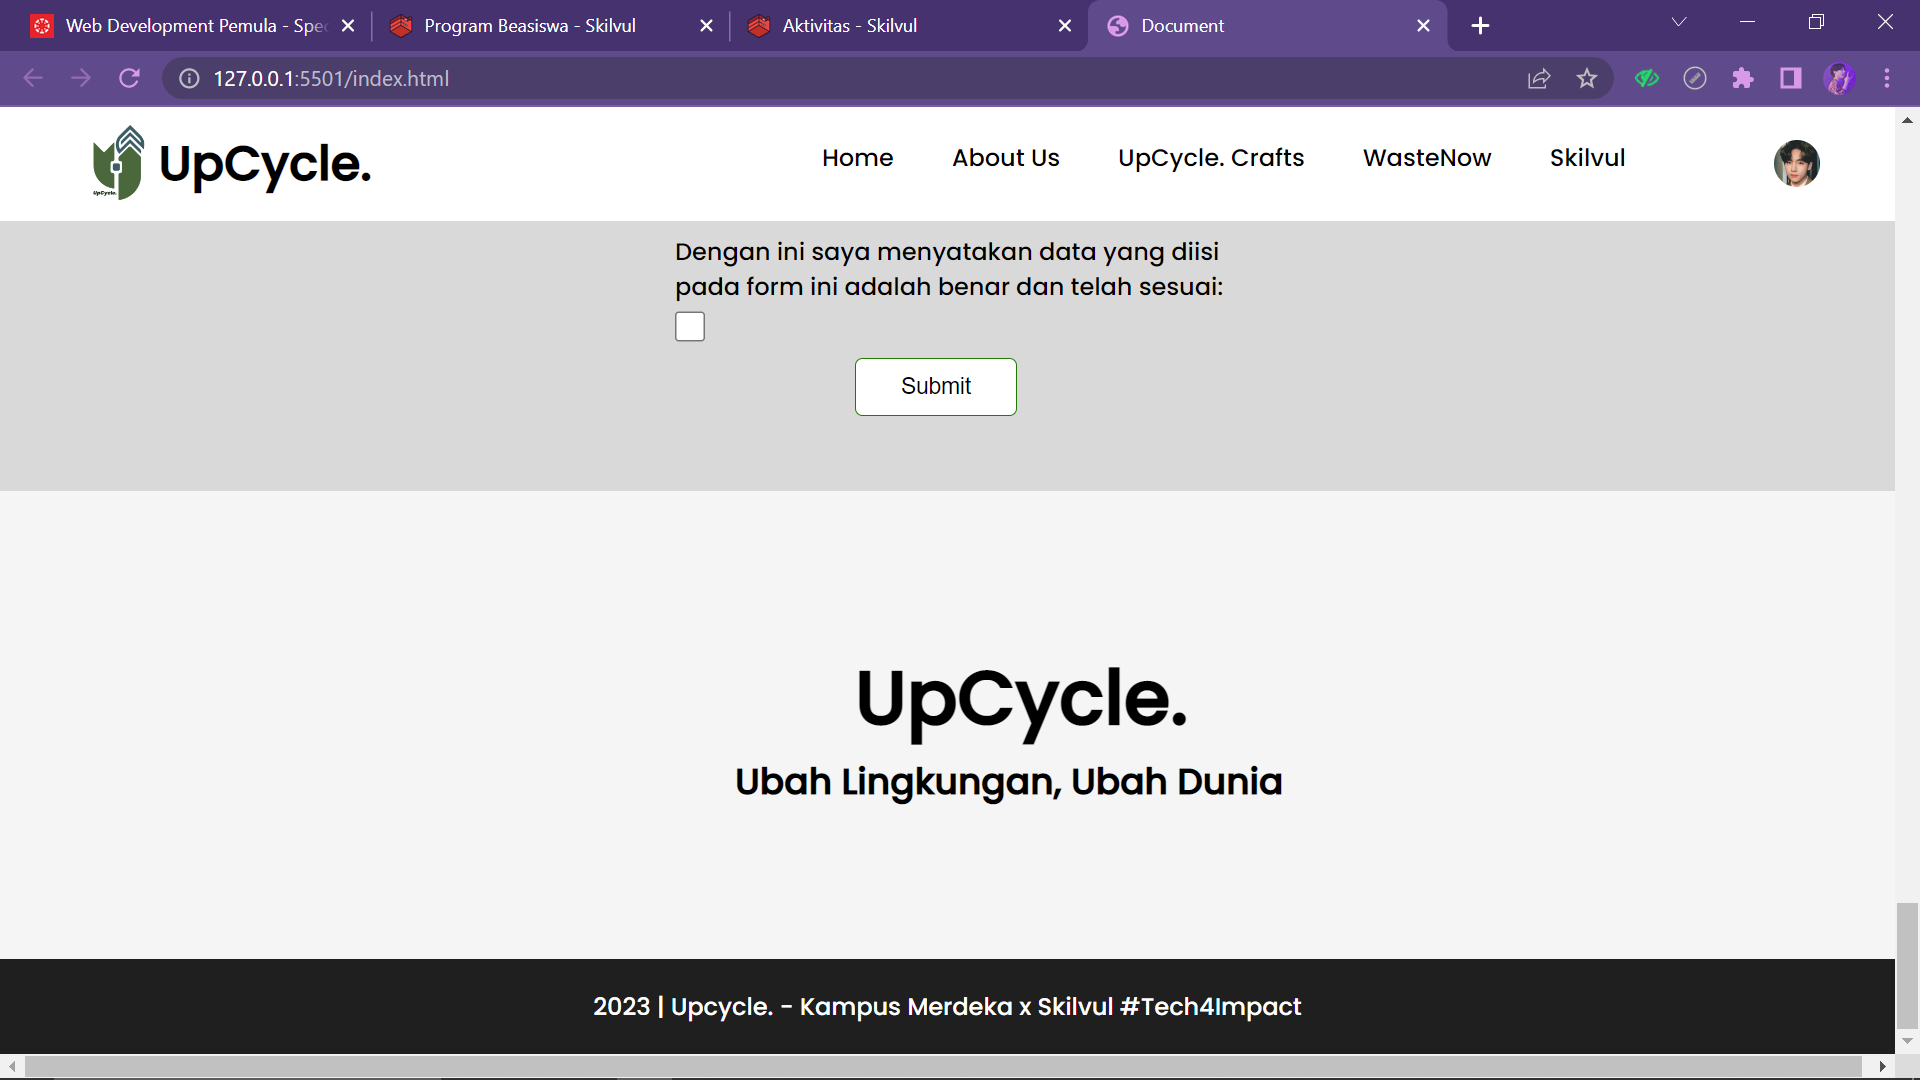 Web Development Pemula - Spec
Program Beasiswa - Skilvul
Aktivitas - Skilvul
Document
127.0.0.1:5501/index.html
UpCycle.
UpCycle.
Home
About Us
UpCycle. Crafts
WasteNow
Skilvul
Dengan ini saya menyatakan data yang diisi
pada form ini adalah benar dan telah sesuai:
Submit
UpCycle.
Ubah Lingkungan, Ubah Dunia
2023 | Upcycle. - Kampus Merdeka x Skilvul #Tech4Impact